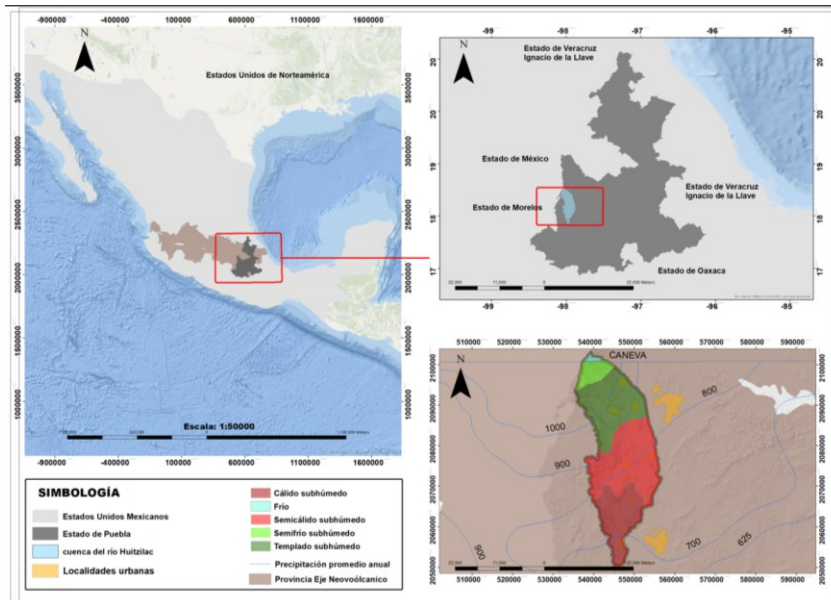 -900000 -400000 100000 600000 1100000 1600000
N
Estados Unidos de Norteamérica
3500000
3000000
2500000
2000000
1500000
1000000
Escala: 1:50000
-900000 -400000 100000 600000 1100000 1600000
-99 -98 -97 -96 -95
N
Estado de Veracruz
Ignacio de la Llave
20
19
18
17
Estado de México
Estado de Veracruz
Ignacio de la Llave
Estado de Morelos
Estado de Oaxaca
-99 -98 -97 -96 -95
510000 520000 530000 540000 550000 560000 570000 580000 590000
N
CANEVA
2100000
2090000
2080000
2070000
2060000
2050000
1000
800
900
700
625
900
510000 520000 530000 540000 550000 560000 570000 580000 590000
SIMBOLOGÍA
Estados Unidos Mexicanos
Estado de Puebla
cuenca del río Huitzilac
Localidades urbanas
Cálido subhúmedo
Frío
Semicálido subhúmedo
Semifrío subhúmedo
Templado subhúmedo
Precipitación promedio anual
Provincia Eje Neovoólcanico